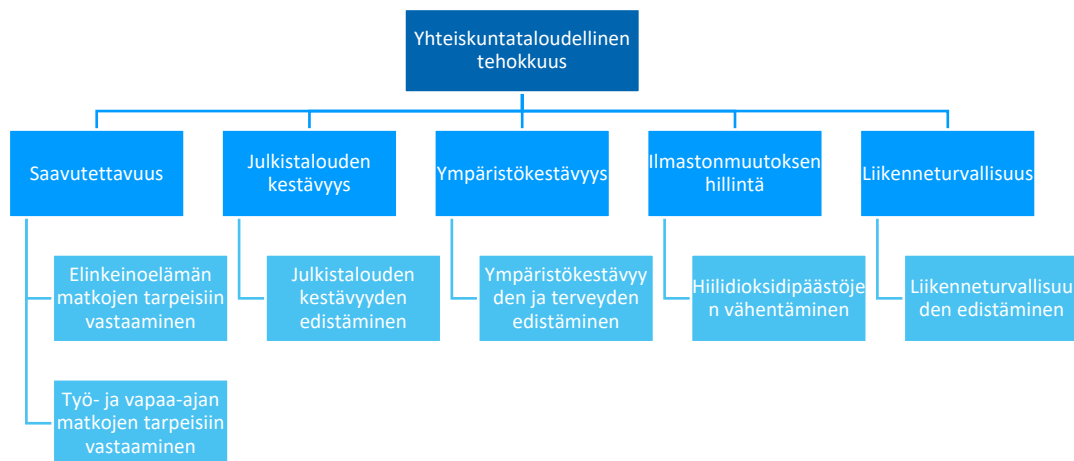 Yhteiskuntataloudellinen
tehokkuus
Saavutettavuus
Julkistalouden
kestävyys
Ympäristökestävyys
Ilmastonmuutoksen
hillintä
Liikenneturvallisuus
Elinkeinoelämän
matkojen tarpeisiin
vastaaminen
Julkistalouden
kestävyyden
edistäminen
Ympäristökestävyy
den ja terveyden
edistäminen
Hiilidioksidipäästöje
n vähentäminen
Liikenneturvallisuu
den edistäminen
Työ- ja vapaa-ajan
matkojen tarpeisiin
vastaaminen